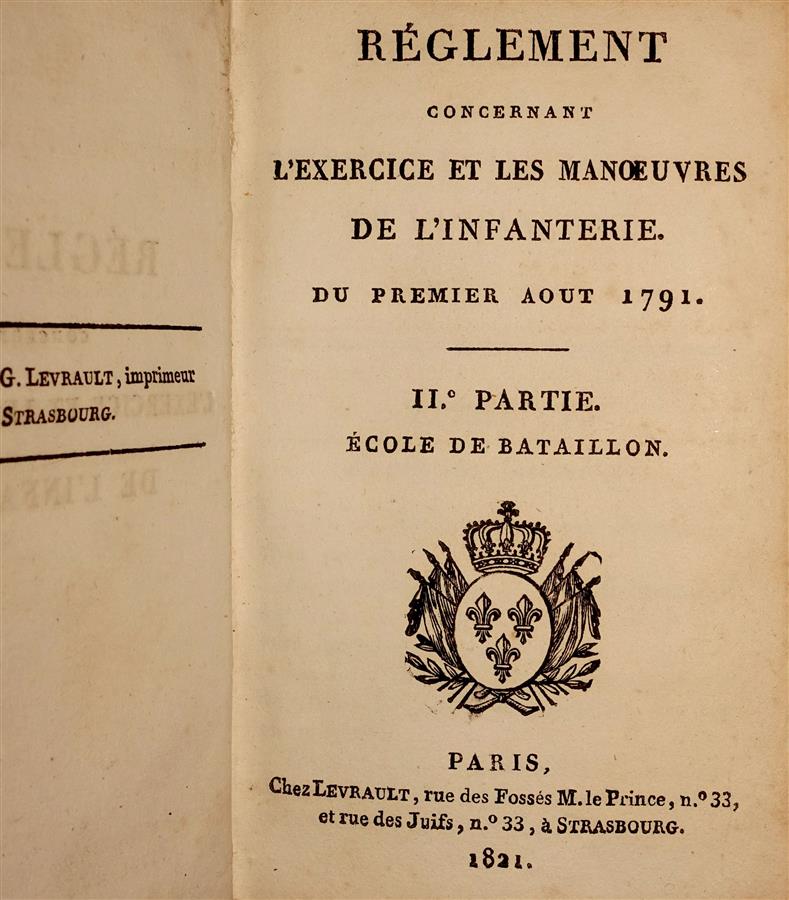 G. LEVRAULT, imprimeur
STRASBOURG.
RÉGLEMENT
CONCERNANT
L'EXERCICE ET LES MANŒUVRES
DE L'INFANTERIE.
DU PREMIER AOUT 1791.
II.e PARTIE.
ÉCOLE DE BATAILLON.
PARIS,
Chez LEVRAULT, rue des Fossés M. le Prince, n.º 33,
et rue des Juifs, n.º 33, à STRASBOURG.
1821.